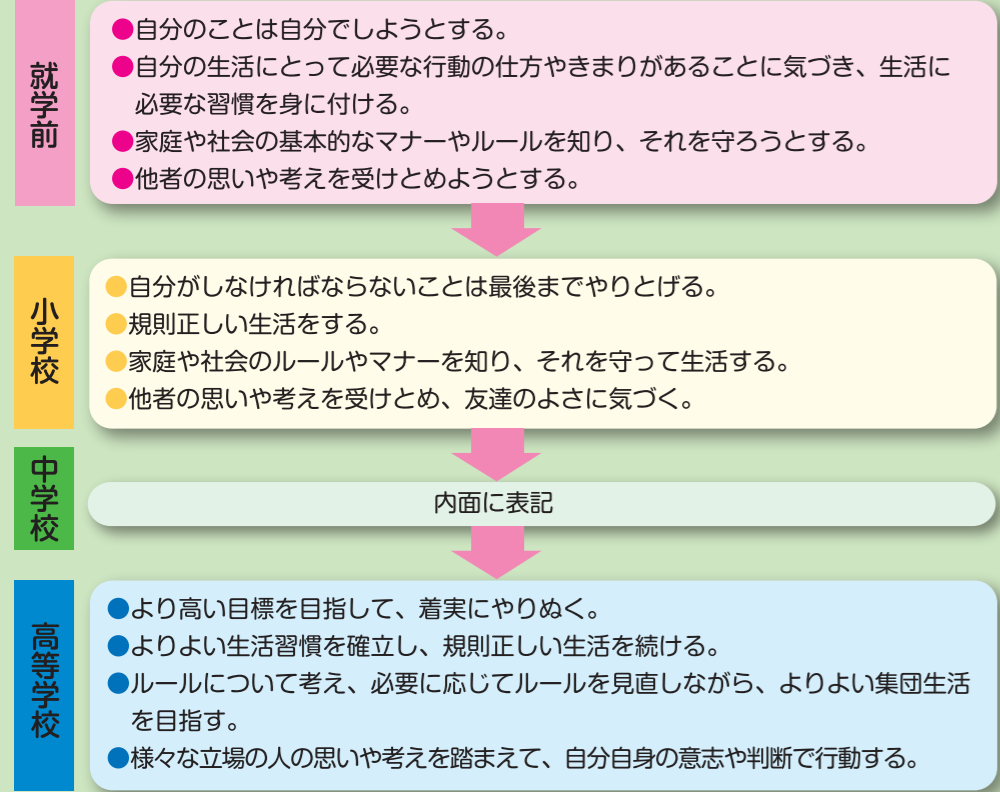 就学前
●自分のことは自分でしようとする。
●自分の生活にとって必要な行動の仕方やきまりがあることに気づき、生活に
必要な習慣を身に付ける。
●家庭や社会の基本的なマナーやルールを知り、それを守ろうとする。
●他者の思いや考えを受けとめようとする。
小学校
●自分がしなければならないことは最後までやりとげる。
●規則正しい生活をする。
●家庭や社会のルールやマナーを知り、それを守って生活する。
●他者の思いや考えを受けとめ、友達のよさに気づく。
中学校
内面に表記
高等学校
●より高い目標を目指して、着実にやりぬく。
●よりよい生活習慣を確立し、規則正しい生活を続ける。
●ルールについて考え、必要に応じてルールを見直しながら、よりよい集団生活
を目指す。
●様々な立場の人の思いや考えを踏まえて、自分自身の意志や判断で行動する。